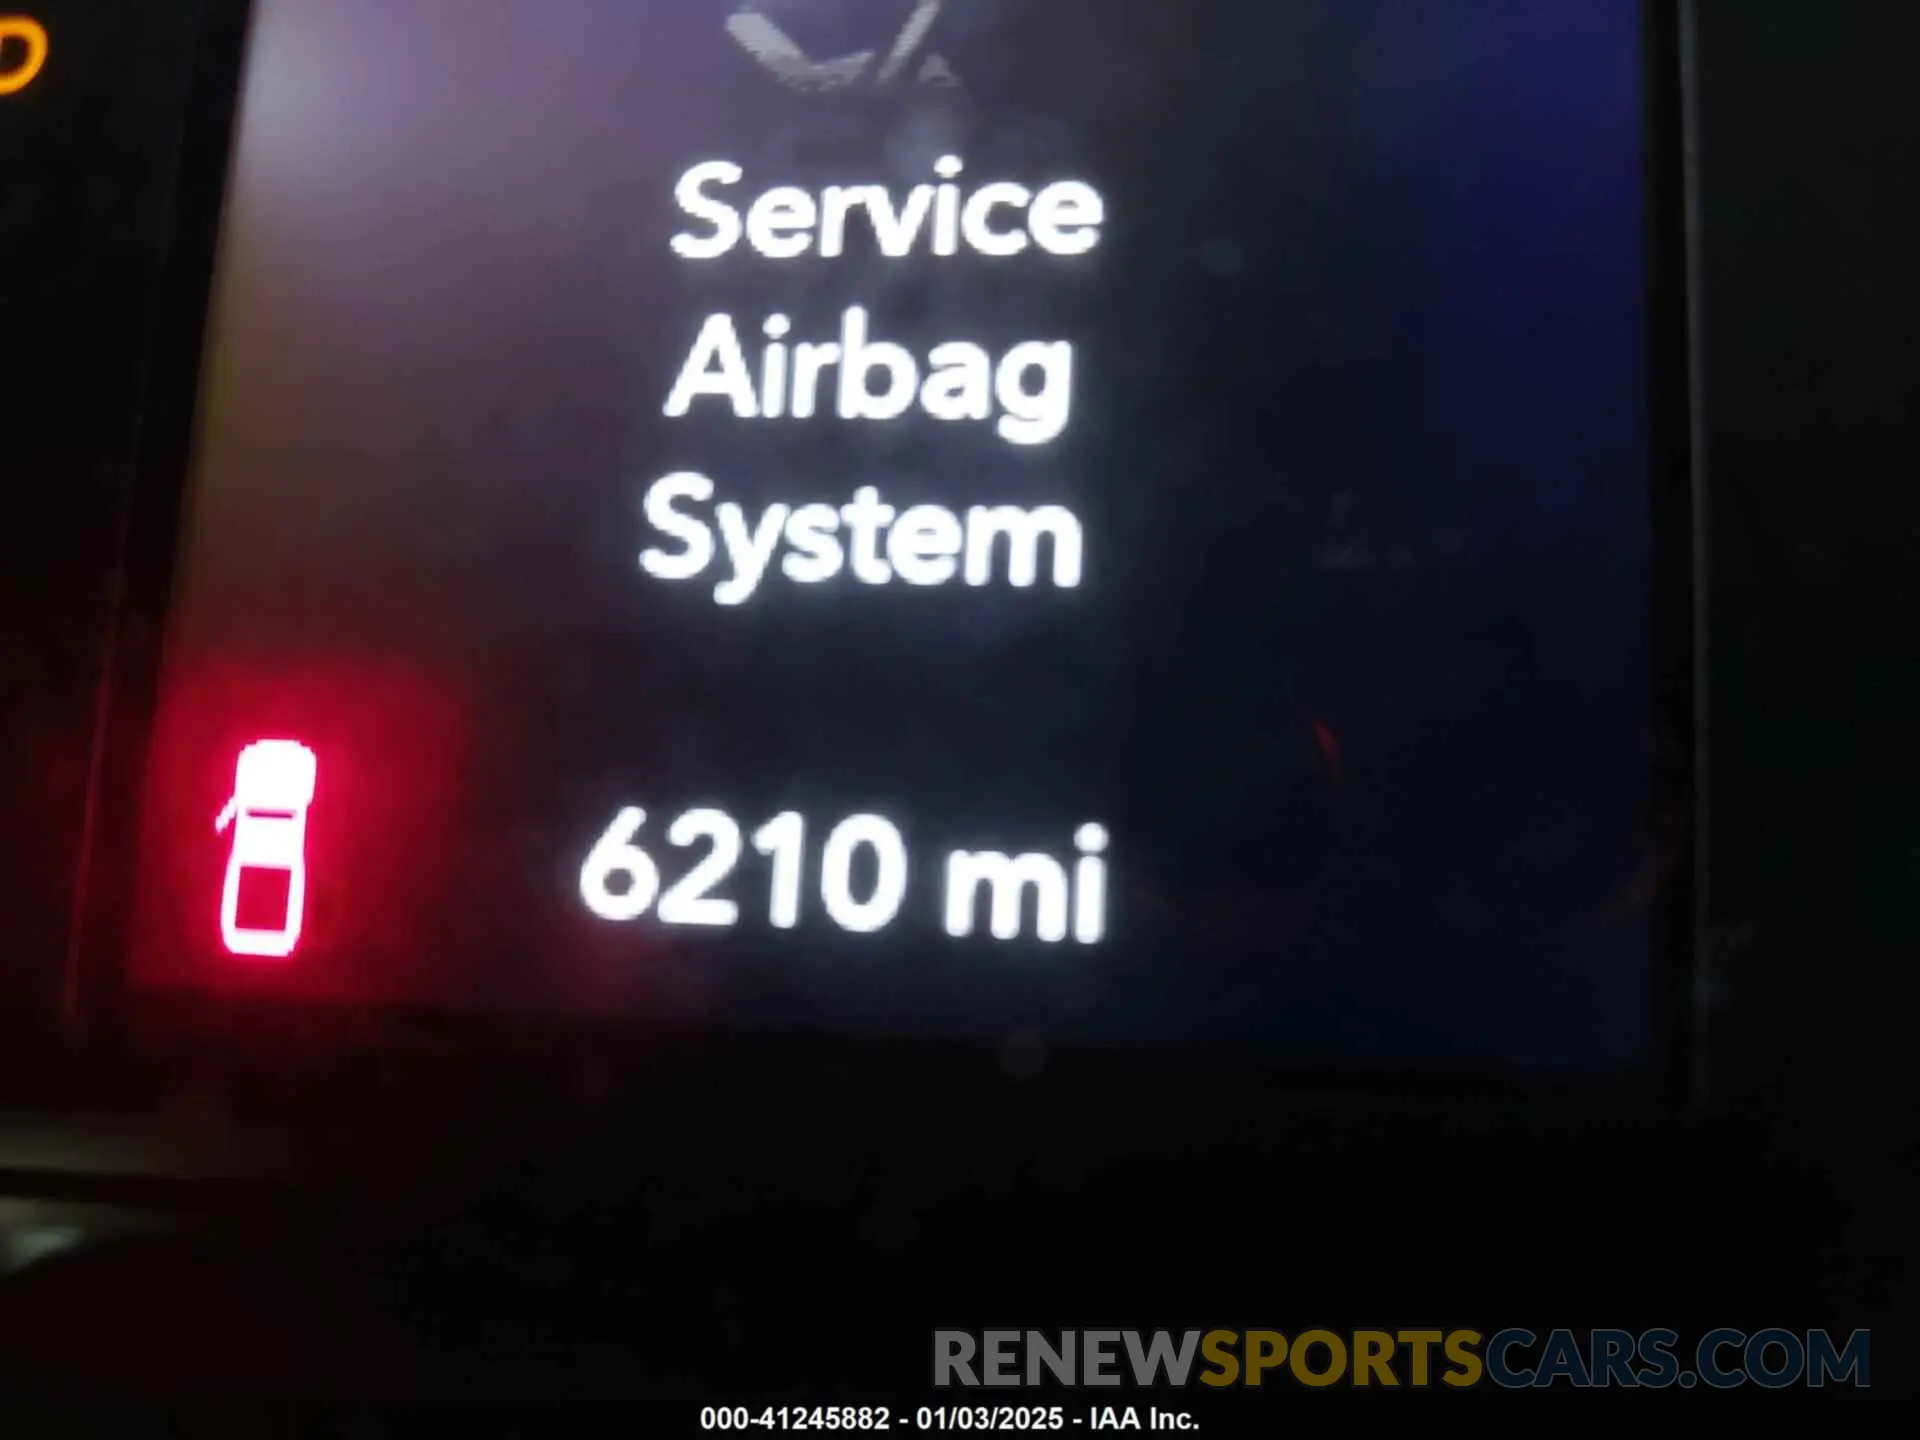 Service
Airbag
System
6210 mi
RENEWSPORTSCARS.COM
000-41245882 - 01/03/2025 - IAA Inc.